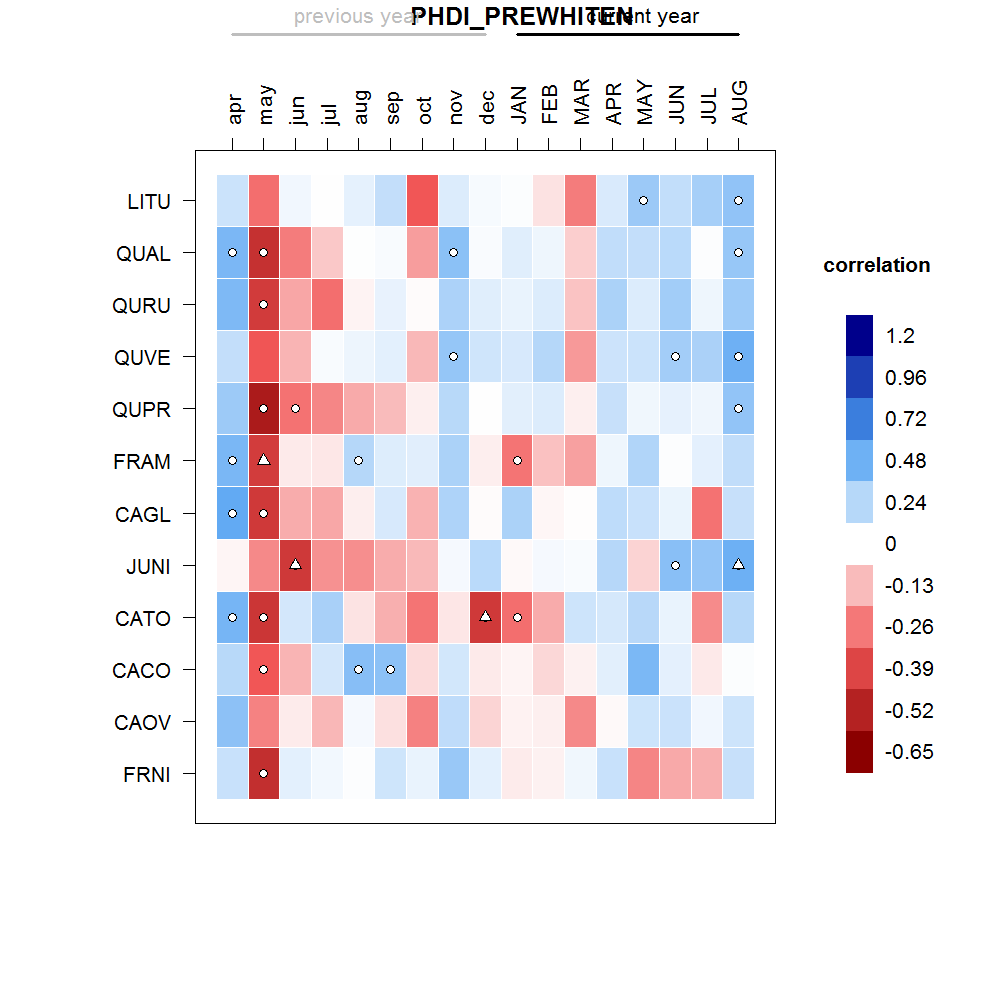 PHDI_PREWHITEN
previous year
current year
apr may jun jul aug sep oct nov dec JAN FEB MAR APR MAY JUN JUL AUG
LITU
QUAL
QURU
QUVE
QUPR
FRAM
CAGL
JUNI
CATO
CACO
CAOV
FRNI
correlation
1.2
0.96
0.72
0.48
0.24
0
-0.13
-0.26
-0.39
-0.52
-0.65